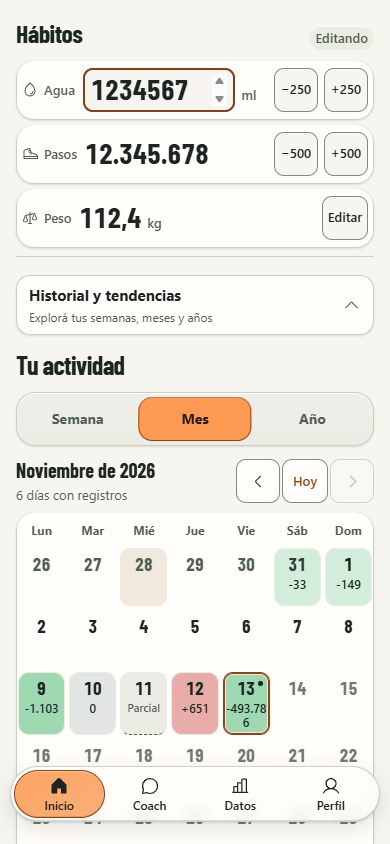 Hábitos
Editando
Agua 1234567 ml −250 +250
Pasos 12.345.678 −500 +500
Peso 112,4 kg Editar
Historial y tendencias
Explorá tus semanas, meses y años
Tu actividad
Semana Mes Año
Noviembre de 2026
6 días con registros
Hoy
Lun Mar Mié Jue Vie Sáb Dom
26 27 28 29 30 31 1
-33 -149
2 3 4 5 6 7 8
9 10 11 12 13 14 15
-1.103 0 Parcial +651 -493.78
6
16 17 18 19 20 21 22
Inicio Coach Datos Perfil